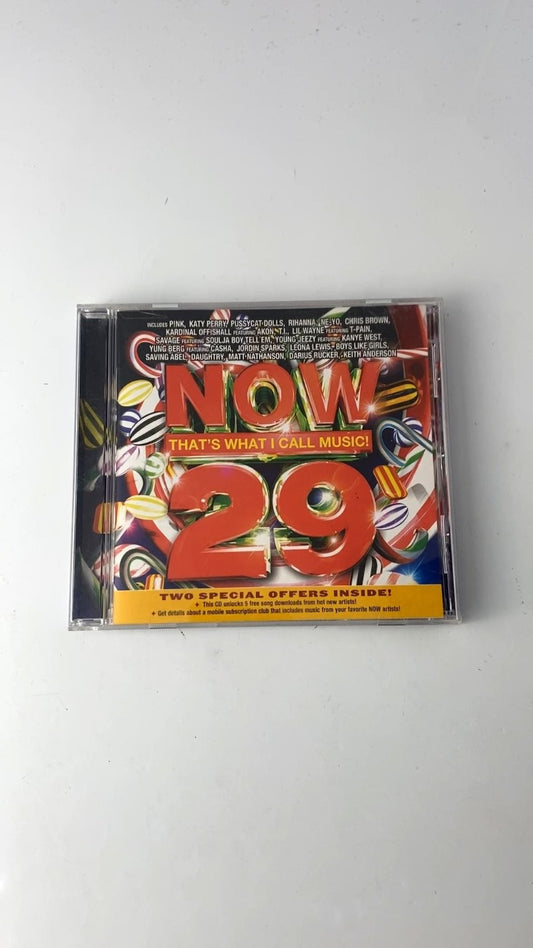 INCLUDES P!NK, KATY PERRY, PUSSYCAT DOLLS, RIHANNA, NE-YO, CHRIS BROWN,
KARDINAL OFFISHALL FEATURING AKON, T.I., LIL WAYNE FEATURING T-PAIN,
SAVAGE FEATURING SOULJA BOY TELL'EM, YOUNG JEEZY FEATURING KANYE WEST,
YUNG BERG FEATURING CASHA, JORDIN SPARKS, LEONA LEWIS, BOYS LIKE GIRLS,
SAVING ABEL, DAUGHTRY, MATT NATHANSON, DARIUS RUCKER, KEITH ANDERSON
NOW
THAT'S WHAT I CALL MUSIC!
29
TWO SPECIAL OFFERS INSIDE!
+ This CD unlocks 5 free song downloads from hot new artists!
+ Get details about a mobile subscription club that includes music from your favorite NOW artists!